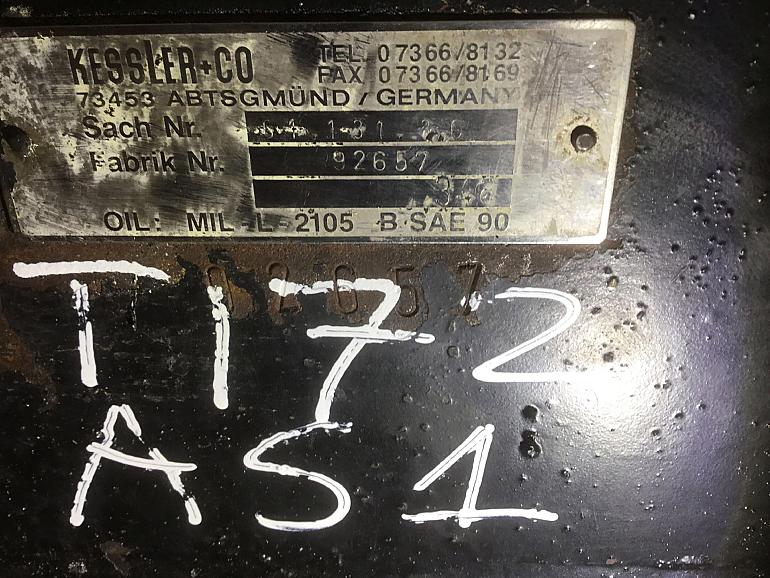 KESSLER+CO
TEL. 07366/8132
FAX 07366/8169
73453 ABTSGMÜND / GERMANY
Sach Nr.
Fabrik Nr. 92657
OIL: MIL-L-2105 B SAE 90
2657
T172
AS1